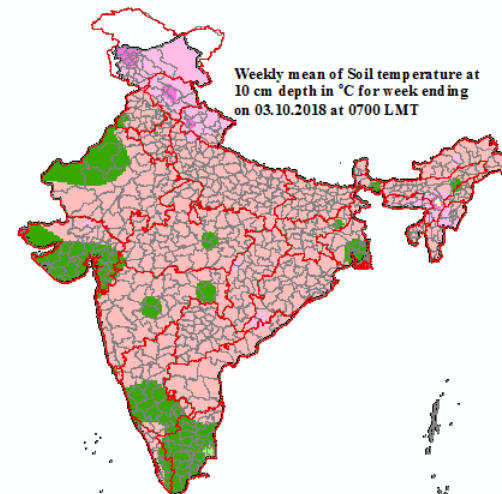 Weekly mean of Soil temperature at
10 cm depth in °C for week ending
on 03.10.2018 at 0700 LMT